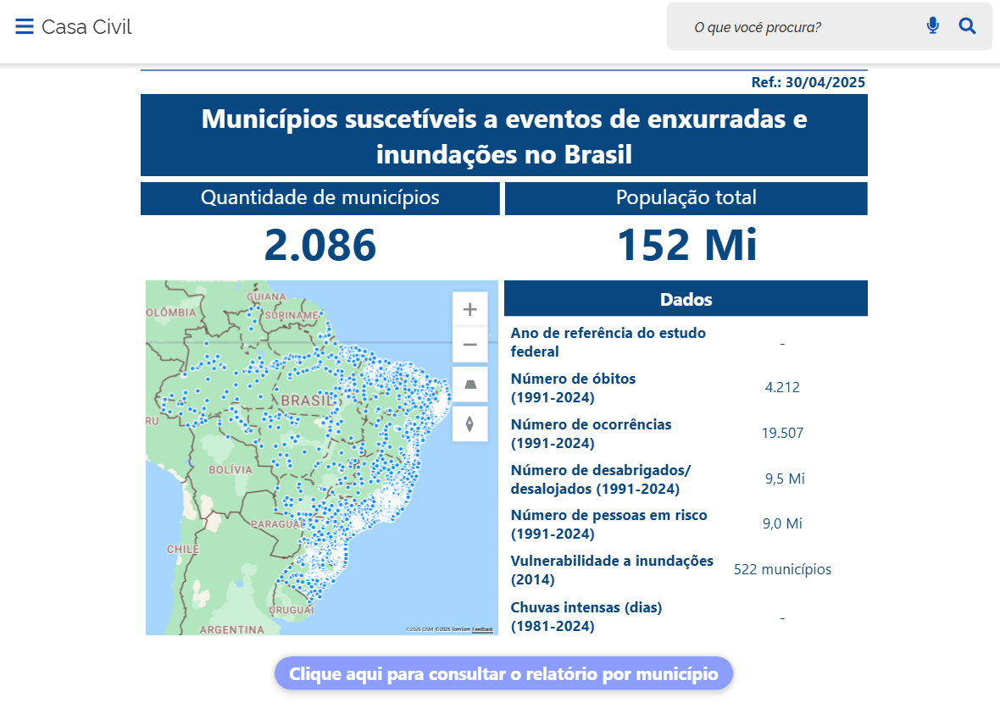 Casa Civil
O que você procura?
Ref.: 30/04/2025
Municípios suscetíveis a eventos de enxurradas e
inundações no Brasil
Quantidade de municípios
População total
2.086
152 Mi
GUIANA
OLÔMBIA
SURINAME
BRASIL
RU
BOLÍVIA
PARAGUAI
CHILE
URUGUAI
ARGENTINA
©2026 OSM ©2026 TomTom Feedback
Dados
Ano de referência do estudo
federal
-
Número de óbitos
(1991-2024)
4.212
Número de ocorrências
(1991-2024)
19.507
Número de desabrigados/
desalojados (1991-2024)
9,5 Mi
Número de pessoas em risco
(1991-2024)
9,0 Mi
Vulnerabilidade a inundações
(2014)
522 municípios
Chuvas intensas (dias)
(1981-2024)
-
Clique aqui para consultar o relatório por município